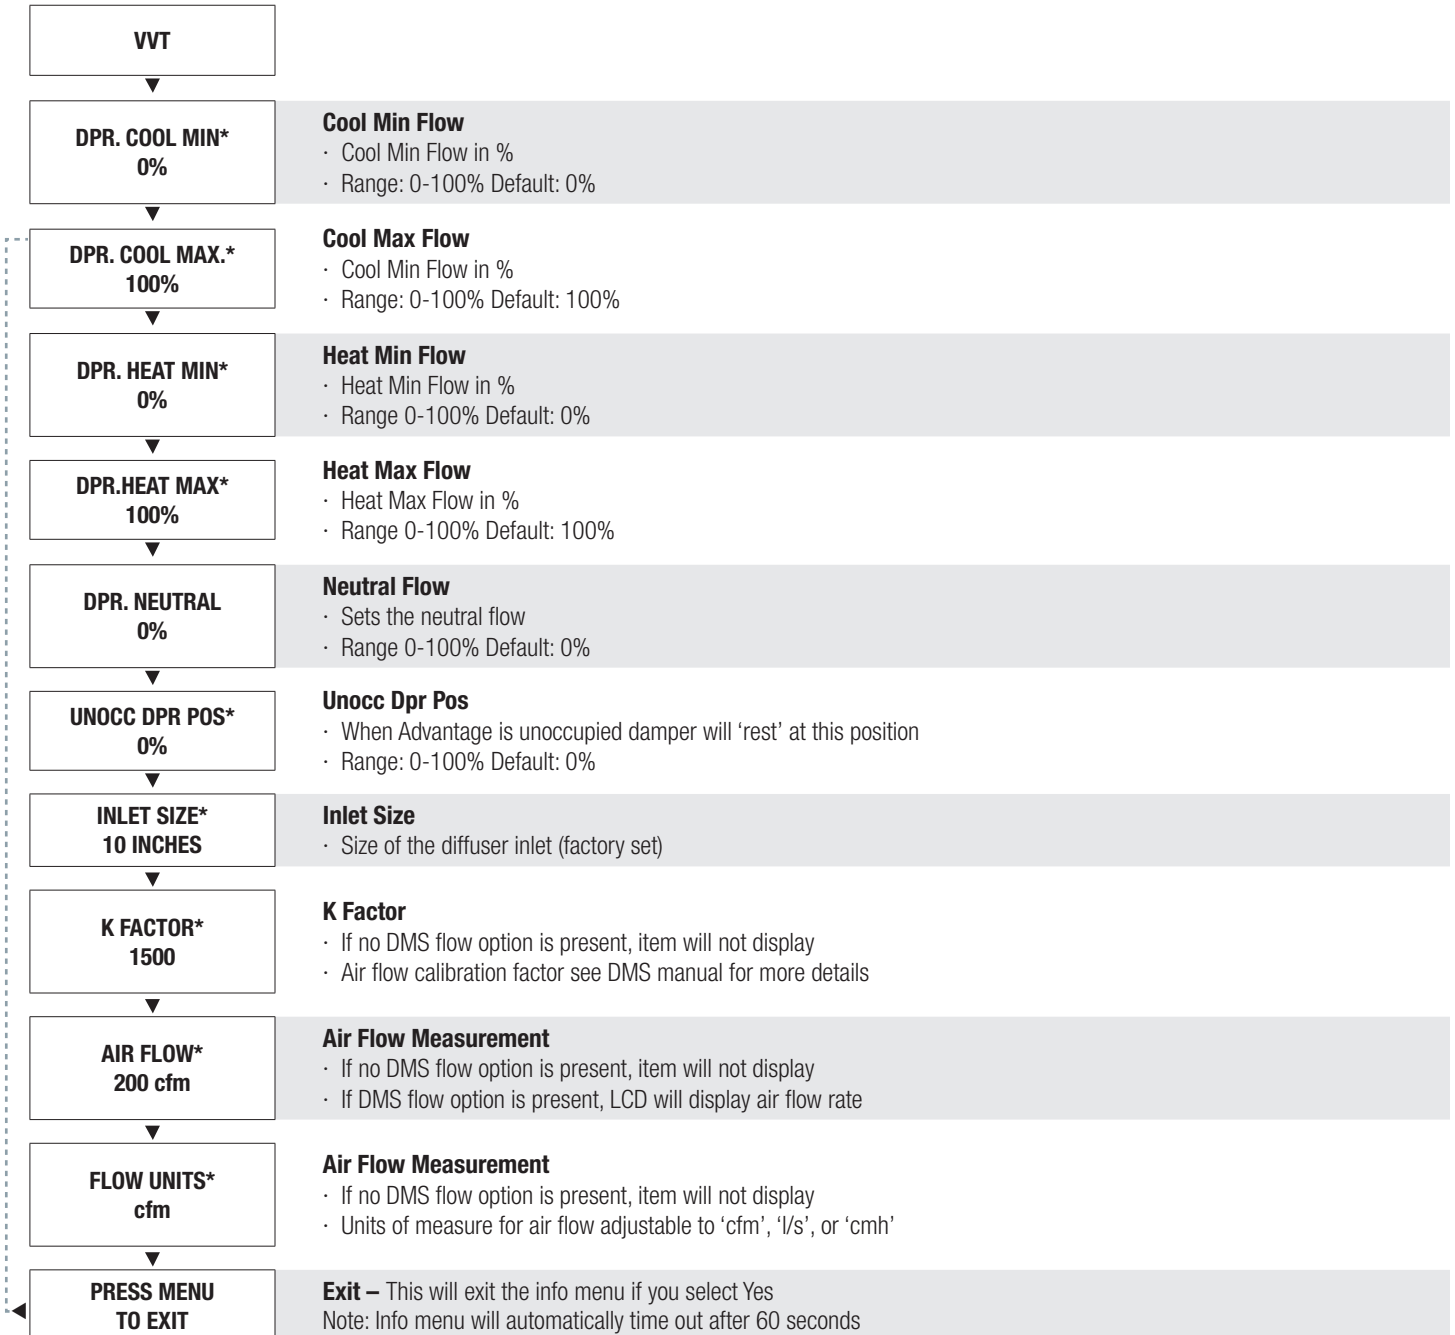 VVT
DPR. COOL MIN*
0%
Cool Min Flow
· Cool Min Flow in %
· Range: 0-100% Default: 0%
DPR. COOL MAX.*
100%
Cool Max Flow
· Cool Min Flow in %
· Range: 0-100% Default: 100%
DPR. HEAT MIN*
0%
Heat Min Flow
· Heat Min Flow in %
· Range 0-100% Default: 0%
DPR.HEAT MAX*
100%
Heat Max Flow
· Heat Max Flow in %
· Range 0-100% Default: 100%
DPR. NEUTRAL
0%
Neutral Flow
· Sets the neutral flow
· Range 0-100% Default: 0%
UNOCC DPR POS*
0%
Unocc Dpr Pos
· When Advantage is unoccupied damper will ‘rest’ at this position
· Range: 0-100% Default: 0%
INLET SIZE*
10 INCHES
Inlet Size
· Size of the diffuser inlet (factory set)
K FACTOR*
1500
K Factor
· If no DMS flow option is present, item will not display
· Air flow calibration factor see DMS manual for more details
AIR FLOW*
200 cfm
Air Flow Measurement
· If no DMS flow option is present, item will not display
· If DMS flow option is present, LCD will display air flow rate
FLOW UNITS*
cfm
Air Flow Measurement
· If no DMS flow option is present, item will not display
· Units of measure for air flow adjustable to ‘cfm’, ‘l/s’, or ‘cmh’
PRESS MENU
TO EXIT
Exit – This will exit the info menu if you select Yes
Note: Info menu will automatically time out after 60 seconds